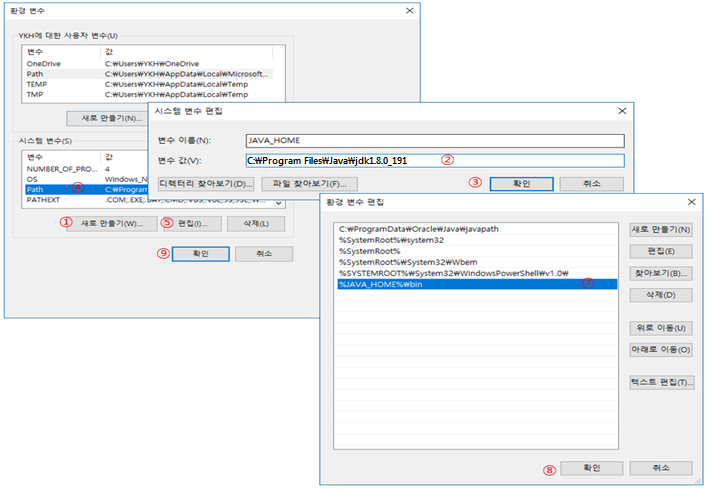 환경 변수
YKH에 대한 사용자 변수(U)
변수 값
OneDrive C:₩Users₩YKH₩OneDrive
Path C:₩Users₩YKH₩AppData₩Local₩Microsoft...
TEMP C:₩Users₩YKH₩AppData₩Local₩Temp
TMP C:₩Users₩YKH₩AppData₩Local₩Temp
새로 만들기(N)...
시스템 변수(S)
변수 값
NUMBER_OF_PRO... 4
OS Windows_N
Path ④ C:₩Program
PATHEXT .COM;.EXE;.BAT;.CMD;.VBS;.VBE;.JS;.JSE;.W...
① 새로 만들기(W)... ⑤ 편집(I)... 삭제(L)
⑨ 확인 취소
시스템 변수 편집
변수 이름(N): JAVA_HOME
변수 값(V): C:₩Program Files₩Java₩jdk1.8.0_191 ②
디렉터리 찾아보기(D)... 파일 찾아보기(F)... ③ 확인 취소
환경 변수 편집
C:₩ProgramData₩Oracle₩Java₩javapath
%SystemRoot%₩system32
%SystemRoot%
%SystemRoot%₩System32₩Wbem
%SYSTEMROOT%₩System32₩WindowsPowerShell₩v1.0₩
%JAVA_HOME%₩bin ⑦
새로 만들기(N)
편집(E)
찾아보기(B)...
삭제(D)
위로 이동(U)
아래로 이동(O)
텍스트 편집(T)...
⑧ 확인 취소